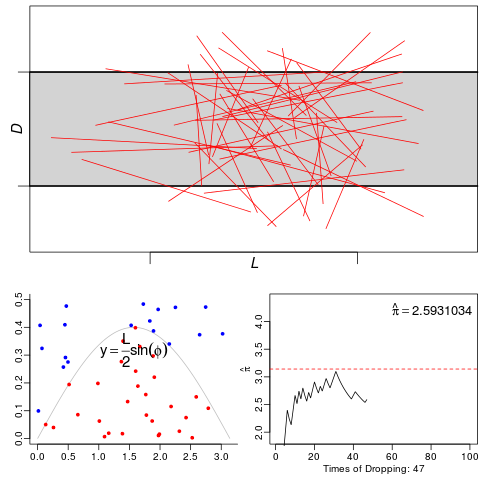 D
L
0.5
0.4
0.3
0.2
0.1
0.0
y = L/2 sin(ϕ)
0.0 0.5 1.0 1.5 2.0 2.5 3.0
π̂ = 2.5931034
4.0
3.5
3.0
2.5
2.0
π̂
0 20 40 60 80 100
Times of Dropping: 47